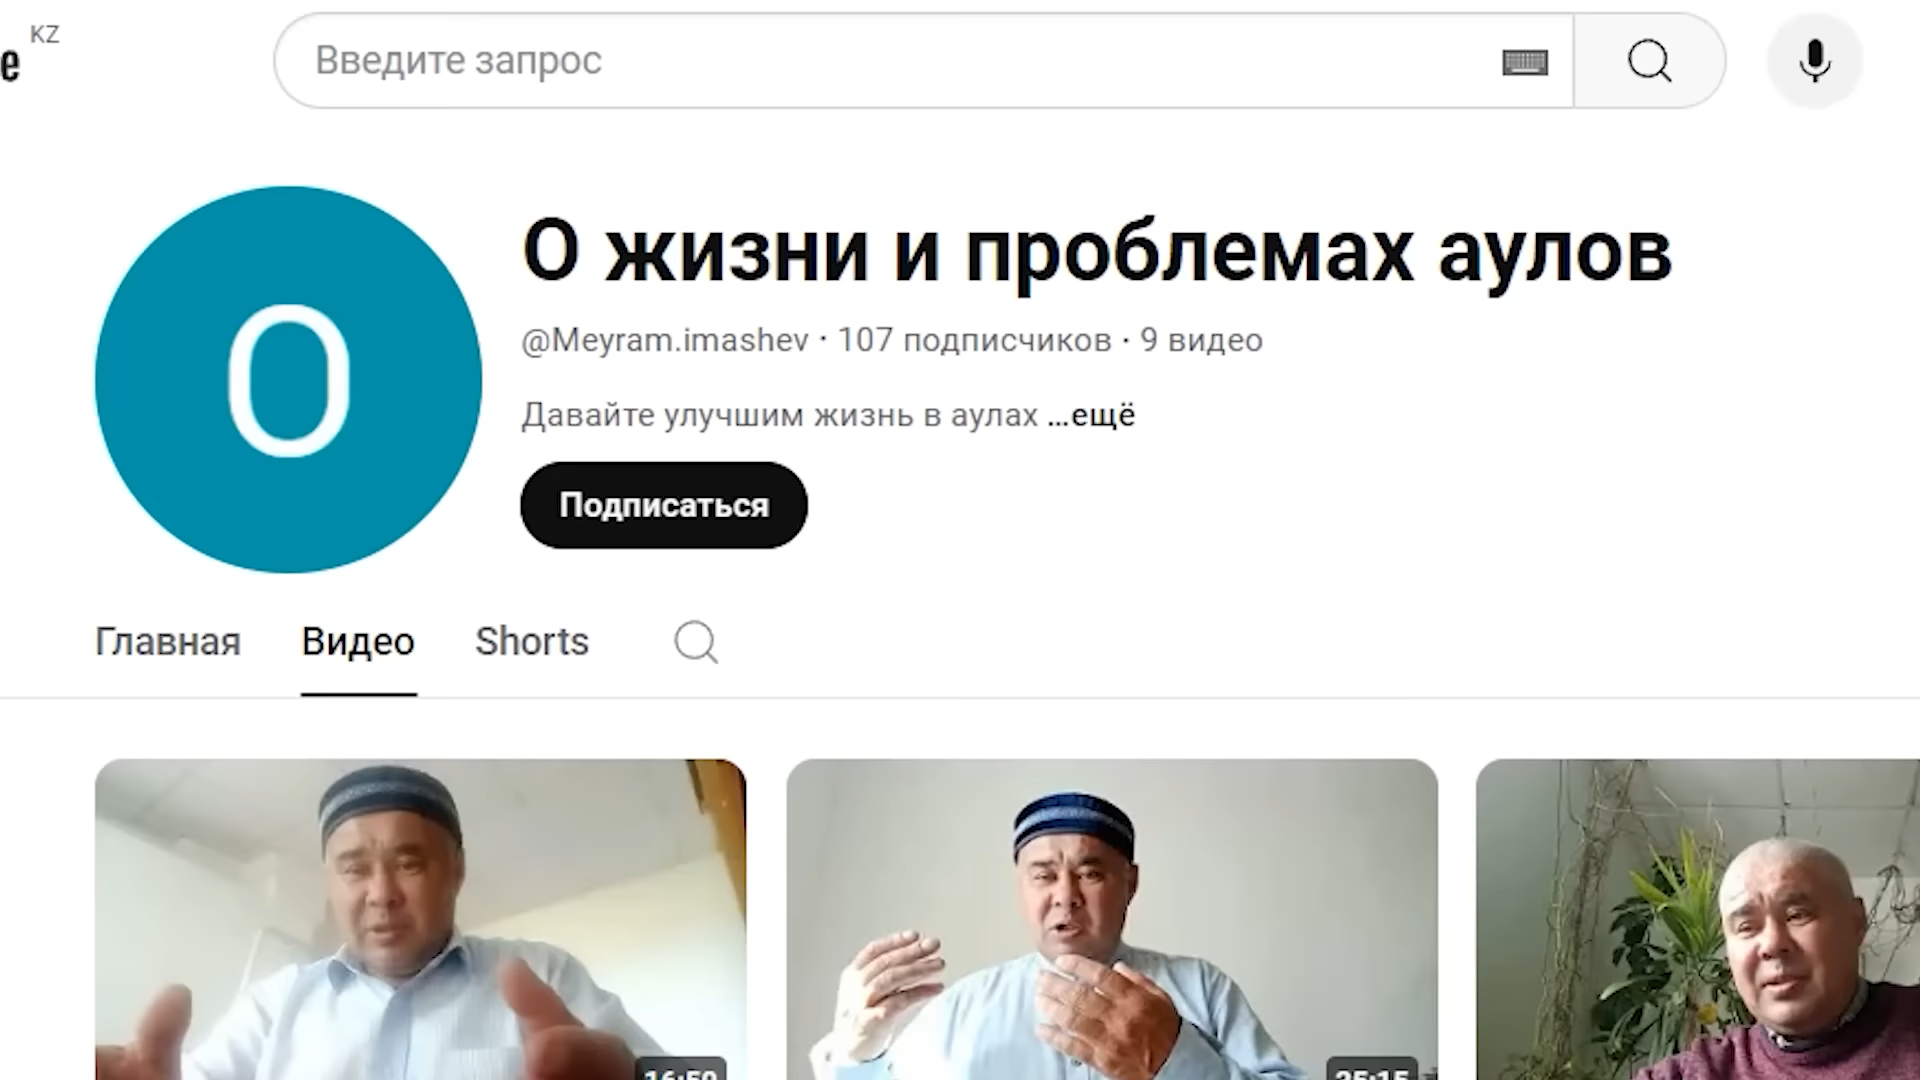 e KZ
Введите запрос
О жизни и проблемах аулов
@Meyram.imashev · 107 подписчиков · 9 видео
Давайте улучшим жизнь в аулах ...ещё
Подписаться
Главная Видео Shorts